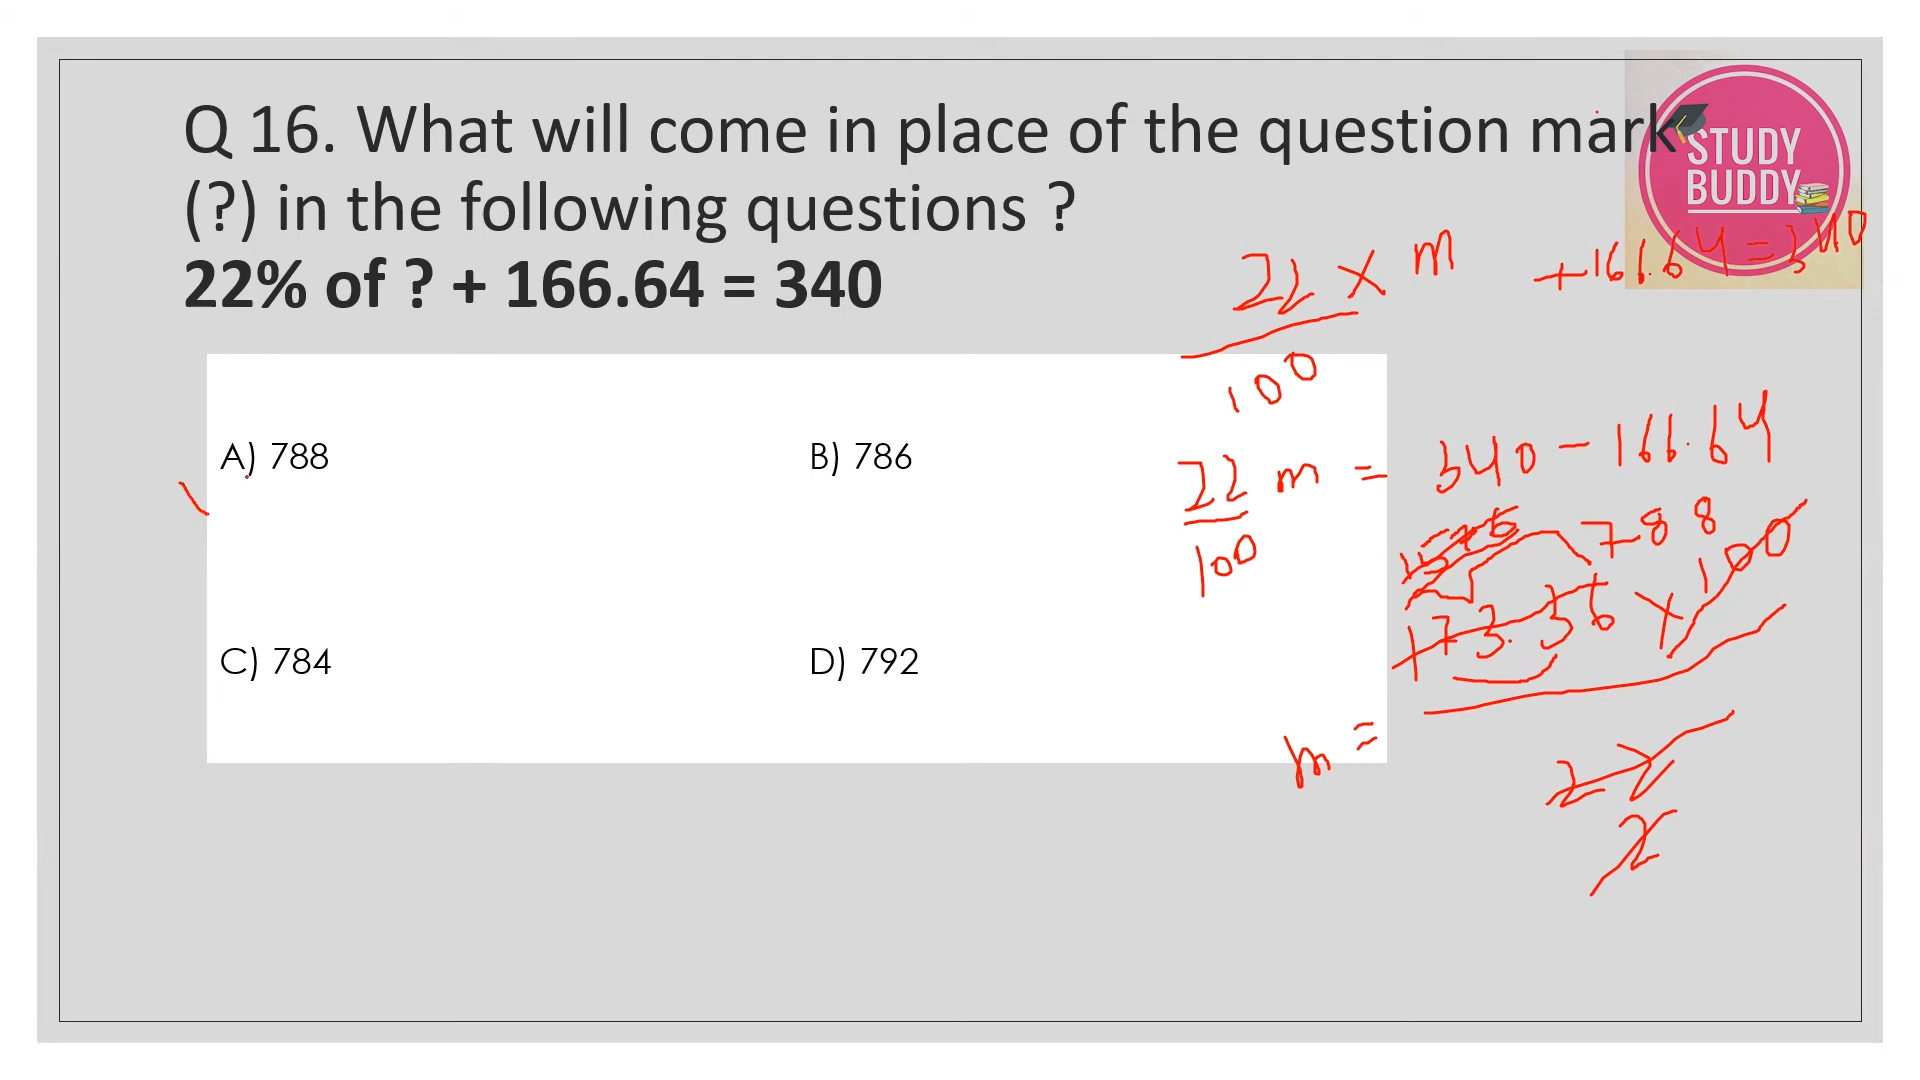 Q 16. What will come in place of the question mark
(?) in the following questions ?
22% of ? + 166.64 = 340
STUDY
BUDDY
22 × m + 166.64 = 340
100
A) 788
B) 786
22 m = 340 - 166.64
100
788
173.36 × 100
C) 784
D) 792
m =
22
2